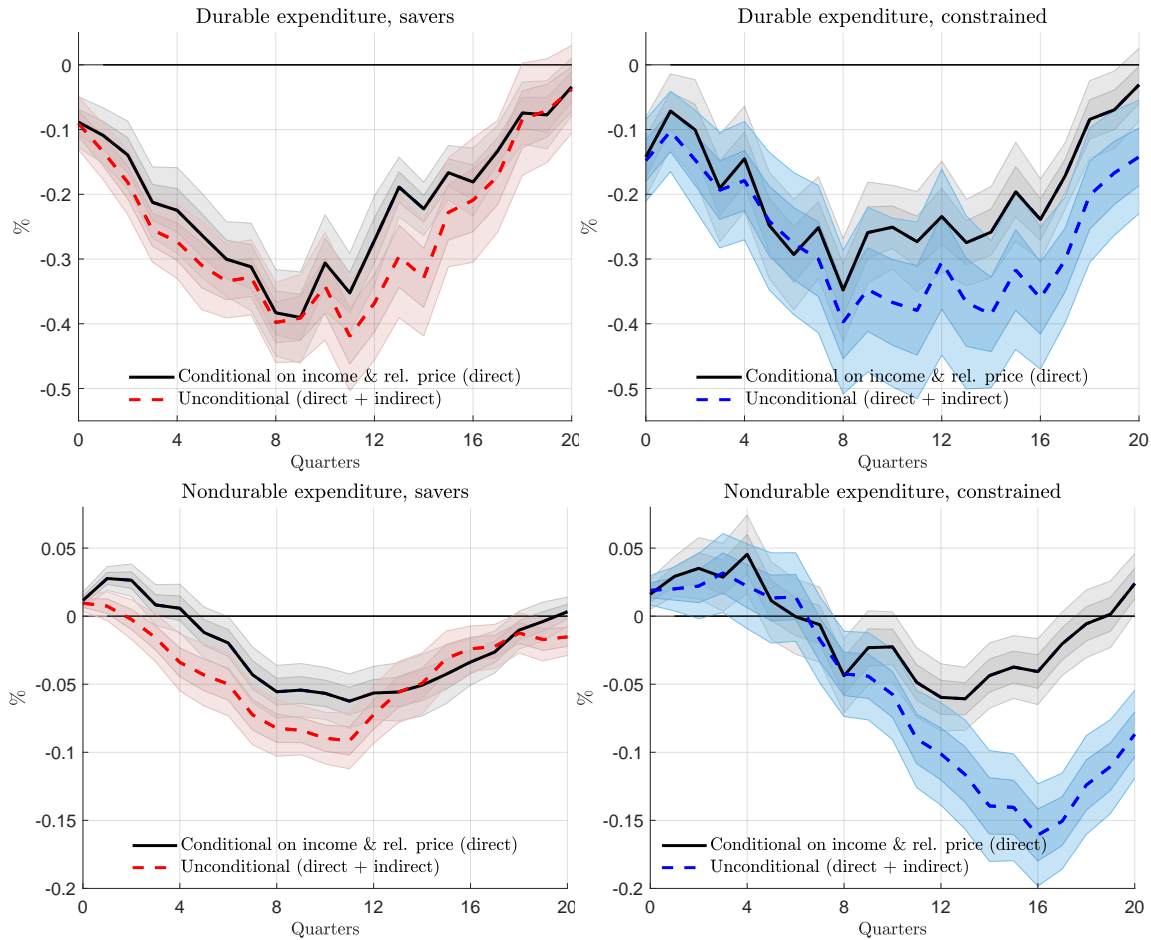 Durable expenditure, savers
0
-0.1
-0.2
-0.3
-0.4
-0.5
%
Conditional on income & rel. price (direct)
Unconditional (direct + indirect)
0 4 8 12 16 20
Quarters
Durable expenditure, constrained
0
-0.1
-0.2
-0.3
-0.4
-0.5
%
Conditional on income & rel. price (direct)
Unconditional (direct + indirect)
0 4 8 12 16 20
Quarters
Nondurable expenditure, savers
0.05
0
-0.05
-0.1
-0.15
-0.2
%
Conditional on income & rel. price (direct)
Unconditional (direct + indirect)
0 4 8 12 16 20
Quarters
Nondurable expenditure, constrained
0.05
0
-0.05
-0.1
-0.15
-0.2
%
Conditional on income & rel. price (direct)
Unconditional (direct + indirect)
0 4 8 12 16 20
Quarters